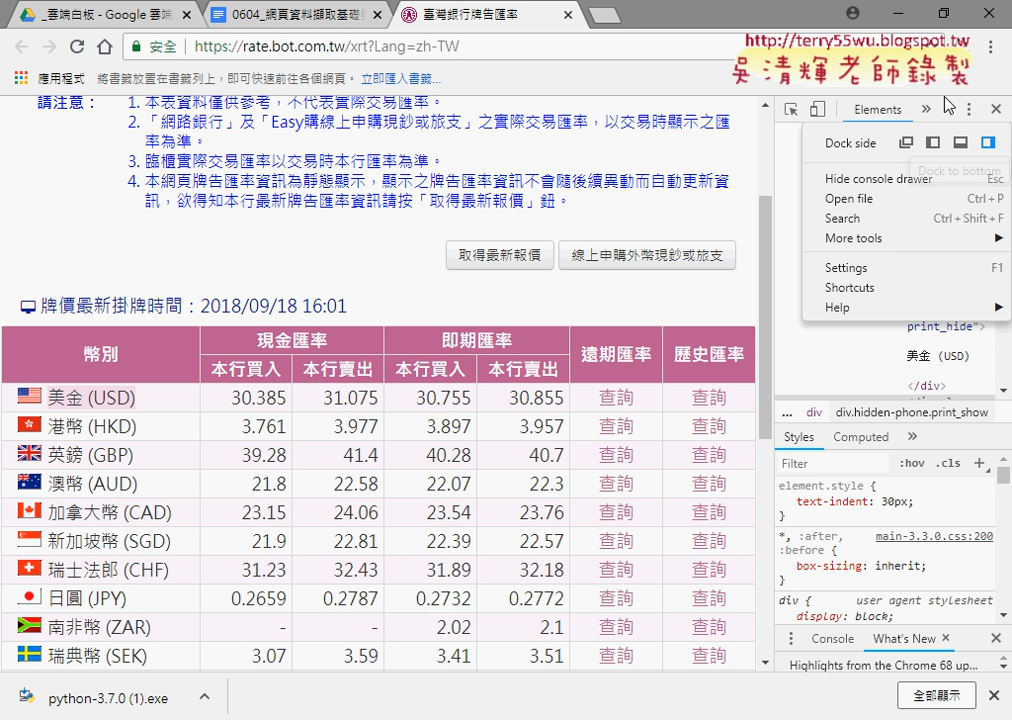 _雲端白板 - Google 雲端
0604_網頁資料擷取基礎
臺灣銀行牌告匯率
安全
https://rate.bot.com.tw/xrt?Lang=zh-TW
http://terry55wu.blogspot.tw
吳清輝老師錄製
應用程式
將書籤放置在書籤列上，即可快速前往各個網頁。
立即匯入書籤...
請注意：
1. 本表資料僅供參考，不代表實際交易匯率。
2. 「網路銀行」及「Easy購線上申購現鈔或旅支」之實際交易匯率，以交易時顯示之匯
率為準。
3. 臨櫃實際交易匯率以交易時本行匯率為準。
4. 本網頁牌告匯率資訊為靜態顯示，顯示之牌告匯率資訊不會隨後續異動而自動更新資
訊，欲得知本行最新牌告匯率資訊請按「取得最新報價」鈕。
取得最新報價
線上申購外幣現鈔或旅支
牌價最新掛牌時間：2018/09/18 16:01
幣別 現金匯率 即期匯率 遠期匯率 歷史匯率
本行買入 本行賣出 本行買入 本行賣出
美金 (USD) 30.385 31.075 30.755 30.855 查詢 查詢
港幣 (HKD) 3.761 3.977 3.897 3.957 查詢 查詢
英鎊 (GBP) 39.28 41.4 40.28 40.7 查詢 查詢
澳幣 (AUD) 21.8 22.58 22.07 22.3 查詢 查詢
加拿大幣 (CAD) 23.15 24.06 23.54 23.76 查詢 查詢
新加坡幣 (SGD) 21.9 22.81 22.39 22.57 查詢 查詢
瑞士法郎 (CHF) 31.23 32.43 31.89 32.18 查詢 查詢
日圓 (JPY) 0.2659 0.2787 0.2732 0.2772 查詢 查詢
南非幣 (ZAR) - - 2.02 2.1 查詢 查詢
瑞典幣 (SEK) 3.07 3.59 3.41 3.51 查詢 查詢
Elements
Dock side
Dock to bottom
Hide console drawer Esc
Open file Ctrl + P
Search Ctrl + Shift + F
More tools
Settings F1
Shortcuts
Help
print_hide">
美金 (USD)
</div>
... div div.hidden-phone.print_show
Styles Computed
Filter :hov .cls
element.style {
text-indent: 30px;
}
*, :after, main-3.3.0.css:200
:before {
box-sizing: inherit;
}
div { user agent stylesheet
display: block;
Console What's New
Highlights from the Chrome 68 up...
python-3.7.0 (1).exe
全部顯示